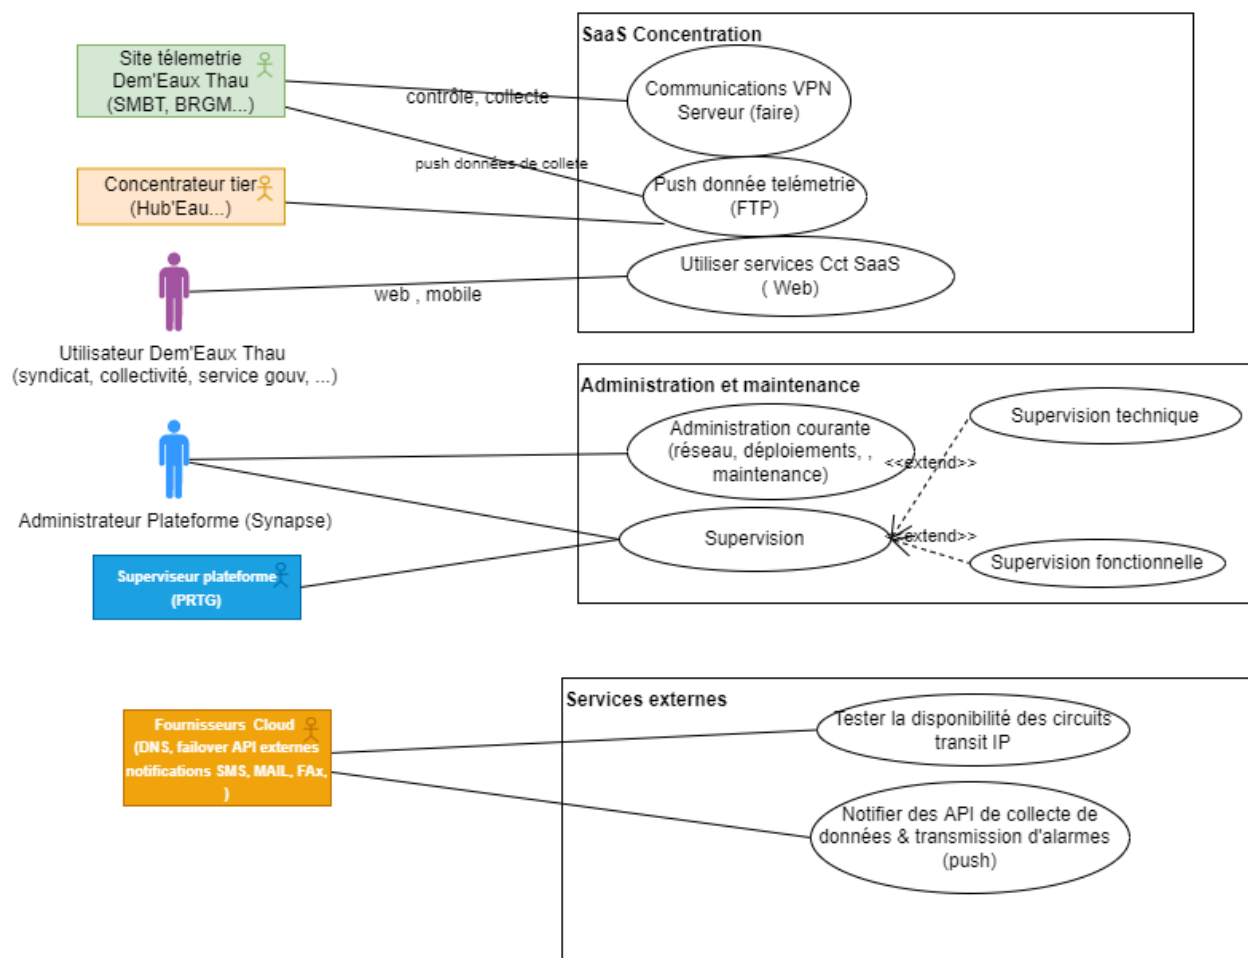 SaaS Concentration
Site télemetrie
Dem'Eaux Thau
(SMBT, BRGM...)
contrôle, collecte
Communications VPN
Serveur (faire)
push données de collete
Concentrateur tier
(Hub'Eau...)
Push donnée telémetrie
(FTP)
Utiliser services Cct SaaS
( Web)
web , mobile
Utilisateur Dem'Eaux Thau
(syndicat, collectivité, service gouv, ...)
Administration et maintenance
Administration courante
(réseau, déploiements, ,
maintenance)
Supervision technique
<<extend>>
Administrateur Plateforme (Synapse)
Supervision
<<extend>>
Supervision fonctionnelle
Superviseur plateforme
(PRTG)
Services externes
Fournisseurs Cloud
(DNS, failover API externes
notifications SMS, MAIL, FAx,
)
Tester la disponibilité des circuits
transit IP
Notifier des API de collecte de
données & transmission d'alarmes
(push)